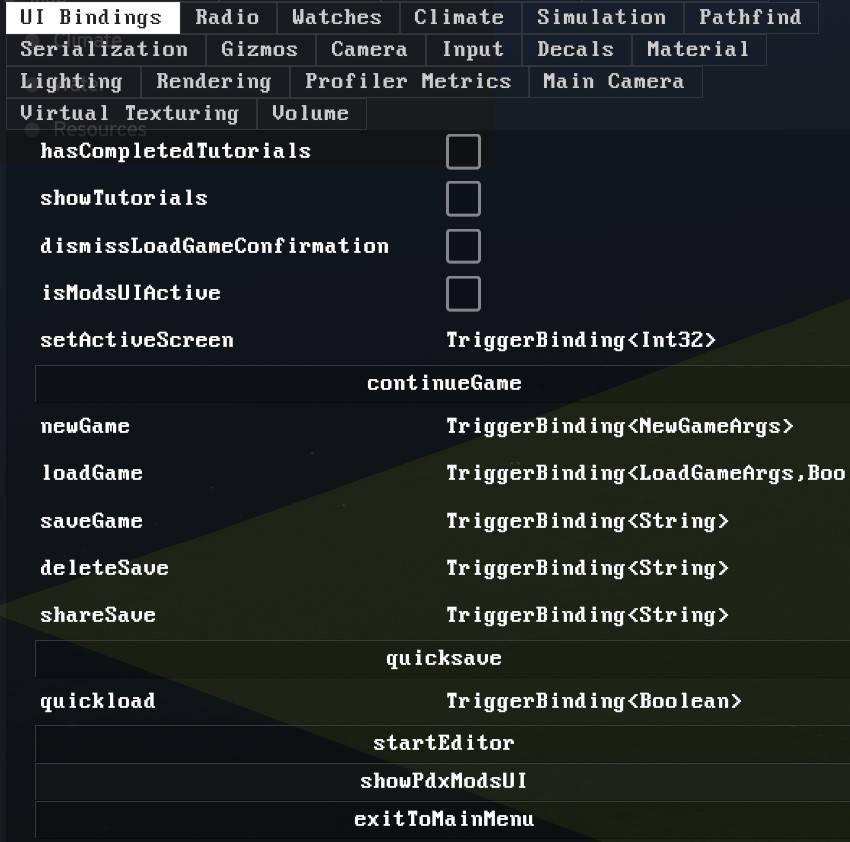 UI Bindings Radio Watches Climate Simulation Pathfind
Serialization Gizmos Camera Input Decals Material
Lighting Rendering Profiler Metrics Main Camera
Virtual Texturing Volume
Resources
hasCompletedTutorials
showTutorials
dismissLoadGameConfirmation
isModsUIActive
setActiveScreen TriggerBinding<Int32>
continueGame
newGame TriggerBinding<NewGameArgs>
loadGame TriggerBinding<LoadGameArgs,Boo
saveGame TriggerBinding<String>
deleteSave TriggerBinding<String>
shareSave TriggerBinding<String>
quicksave
quickload TriggerBinding<Boolean>
startEditor
showPdxModsUI
exitToMainMenu